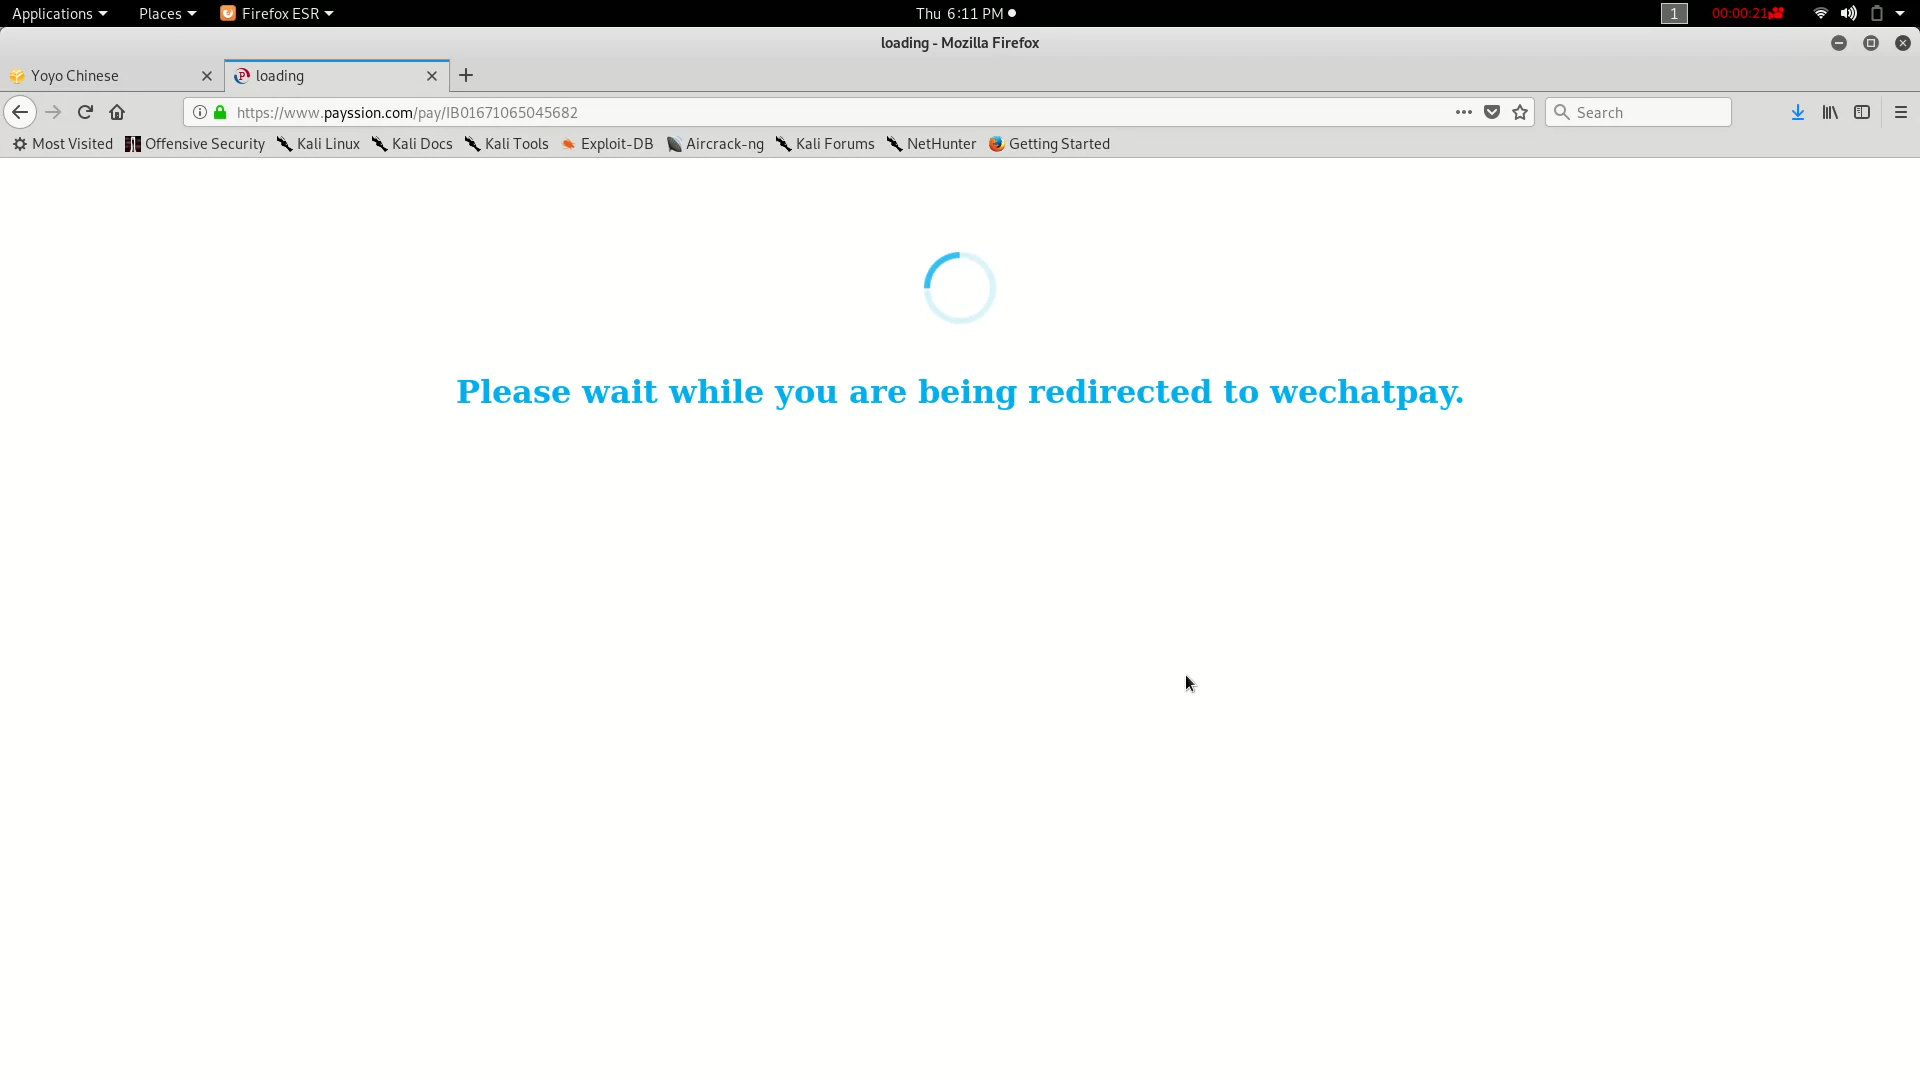 Applications Places Firefox ESR Thu 6:11 PM 1 00:00:21
loading - Mozilla Firefox
Yoyo Chinese loading
https://www.payssion.com/pay/IB01671065045682 Search
Most Visited Offensive Security Kali Linux Kali Docs Kali Tools Exploit-DB Aircrack-ng Kali Forums NetHunter Getting Started
Please wait while you are being redirected to wechatpay.